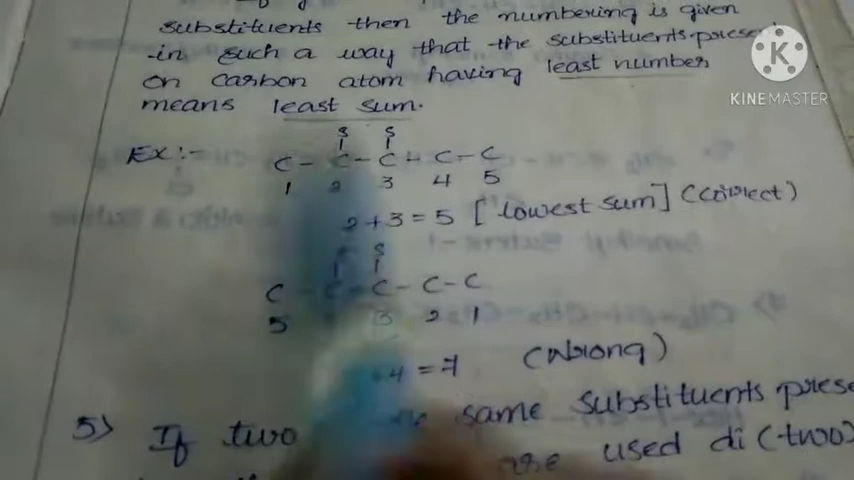 substituents then the numbering is given
in such a way that the substituents
on carbon atom having least number
means least sum.
KINEMASTER
S S
Ex:- C - C - C - C - C
1 2 3 4 5
2+3 = 5 [lowest sum] (correct)
S
C - C - C - C
5 3 2 1
4 = 7 (Wrong)
5) If two same substituents
are used di (two)